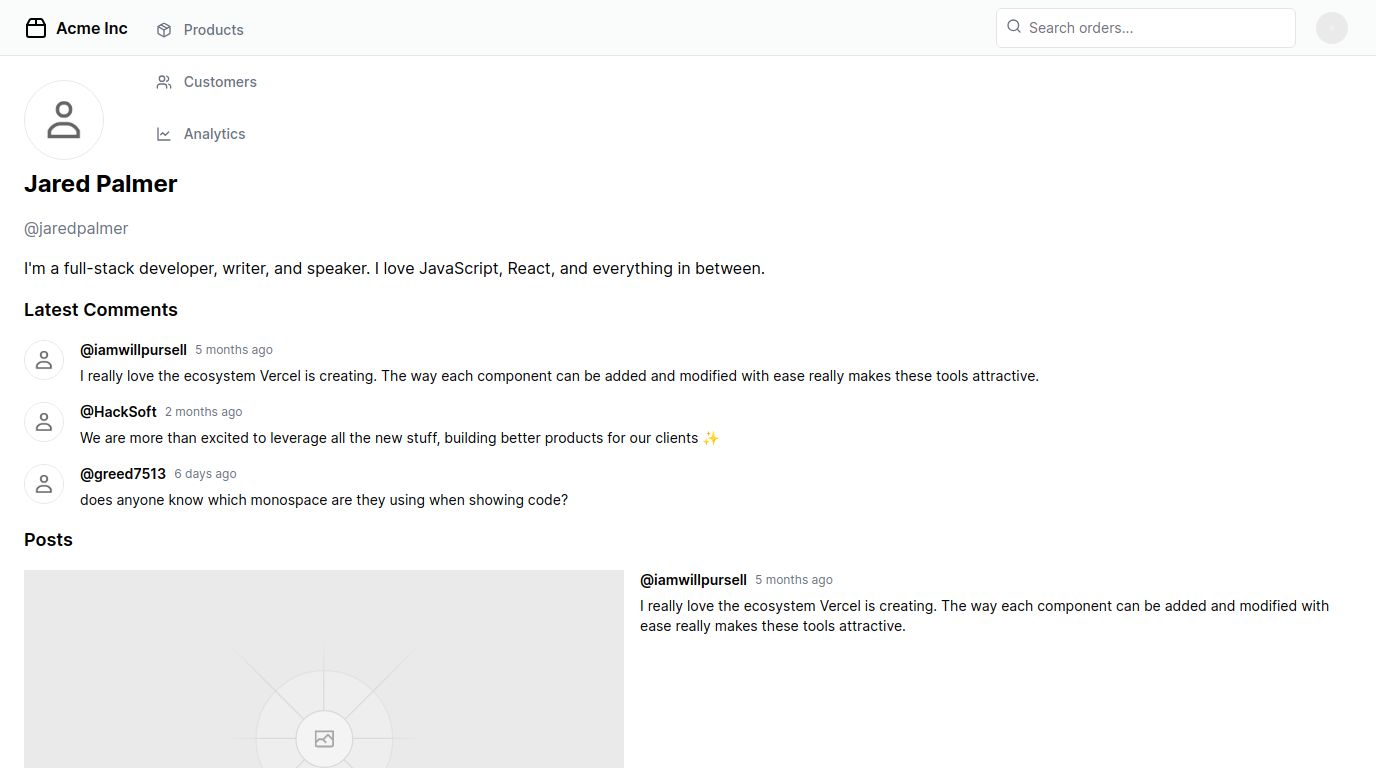 Acme Inc
Products
Search orders...
Customers
Analytics
Jared Palmer
@jaredpalmer
I'm a full-stack developer, writer, and speaker. I love JavaScript, React, and everything in between.
Latest Comments
@iamwillpursell 5 months ago
I really love the ecosystem Vercel is creating. The way each component can be added and modified with ease really makes these tools attractive.
@HackSoft 2 months ago
We are more than excited to leverage all the new stuff, building better products for our clients ✨
@greed7513 6 days ago
does anyone know which monospace are they using when showing code?
Posts
@iamwillpursell 5 months ago
I really love the ecosystem Vercel is creating. The way each component can be added and modified with
ease really makes these tools attractive.